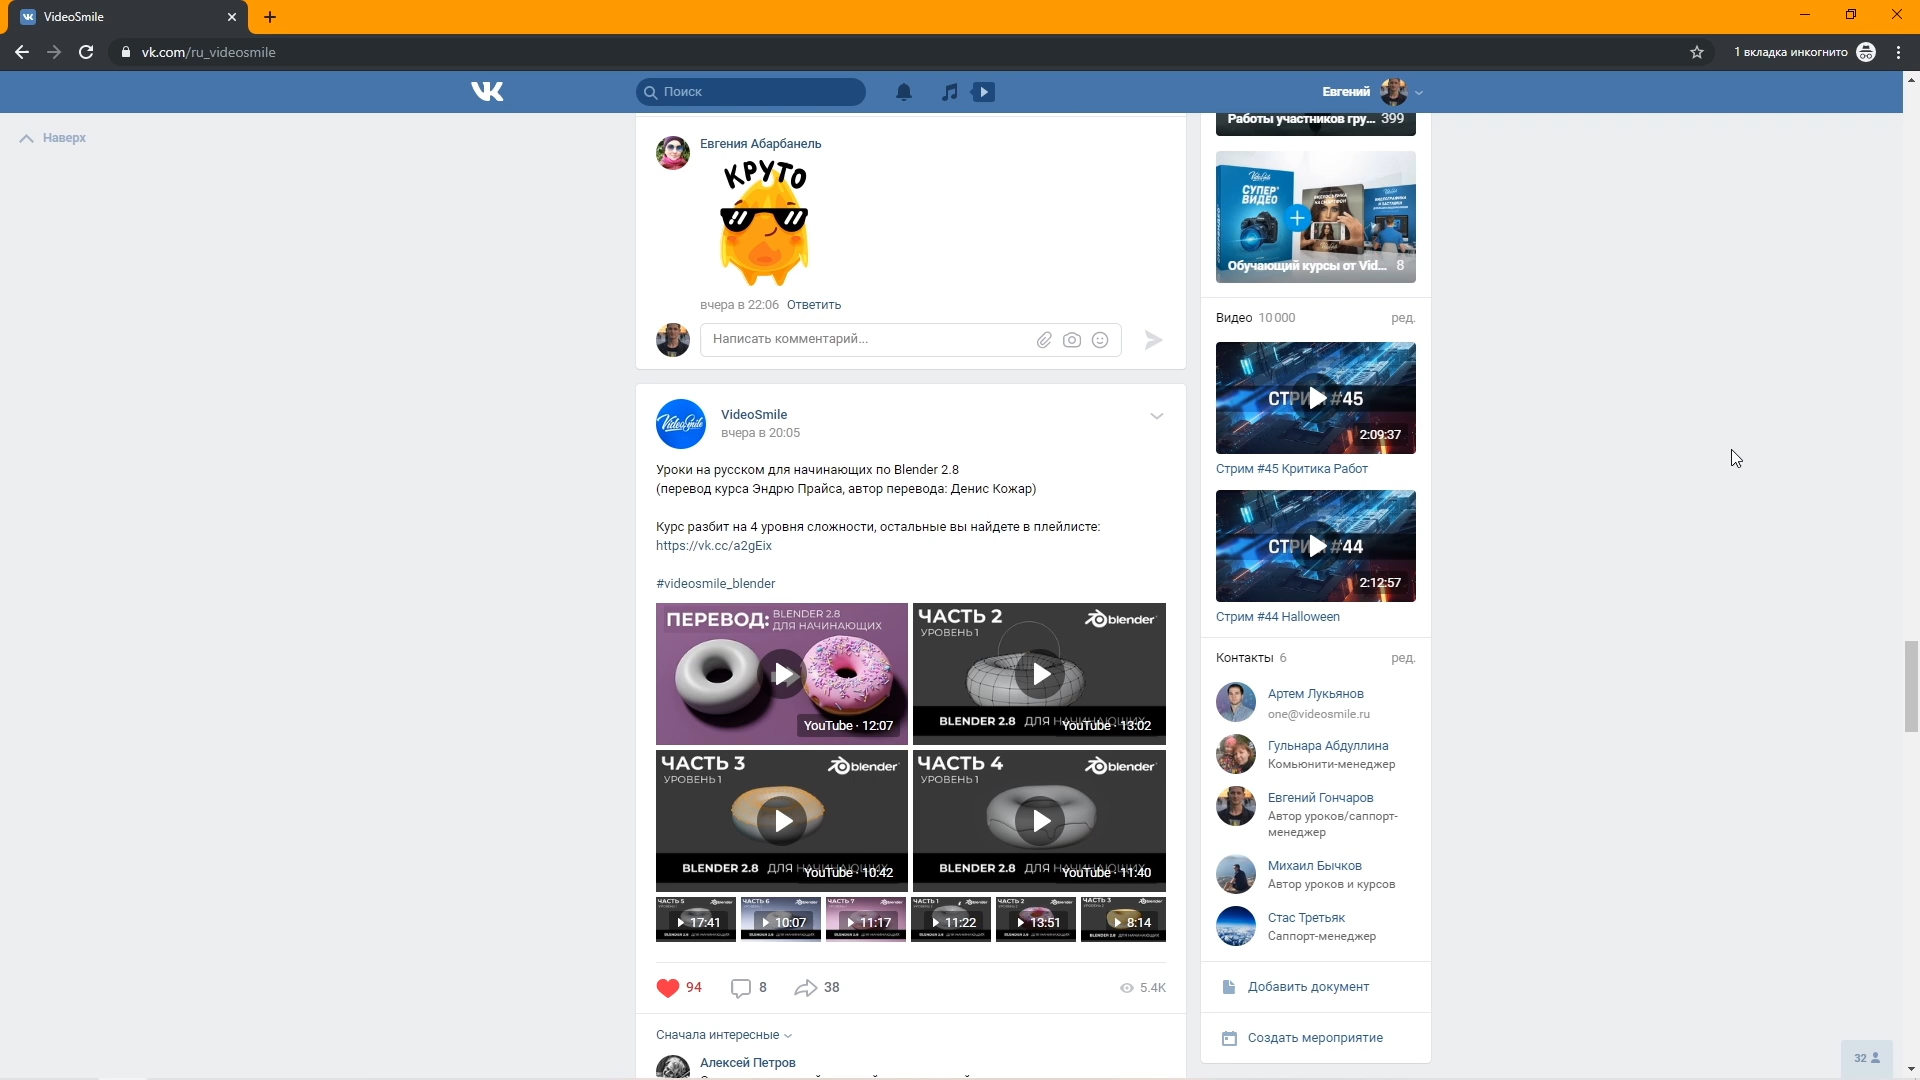 VideoSmile
vk.com/ru_videosmile
1 вкладка инкогнито
Поиск
Евгений
Наверх
Евгения Абарбанель
КРУТО
вчера в 22:06 Ответить
Написать комментарий...
VideoSmile
VideoSmile
вчера в 20:05
Уроки на русском для начинающих по Blender 2.8
(перевод курса Эндрю Прайса, автор перевода: Денис Кожар)
Курс разбит на 4 уровня сложности, остальные вы найдете в плейлисте:
https://vk.cc/a2gEix
#videosmile_blender
ПЕРЕВОД: BLENDER 2.8
ДЛЯ НАЧИНАЮЩИХ
YouTube · 12:07
ЧАСТЬ 2
УРОВЕНЬ 1
blender
BLENDER 2.8 ДЛЯ НАЧИНАЮЩИХ
YouTube · 13:02
ЧАСТЬ 3
УРОВЕНЬ 1
blender
BLENDER 2.8 ДЛЯ НАЧИНАЮЩИХ
YouTube · 10:42
ЧАСТЬ 4
УРОВЕНЬ 1
blender
BLENDER 2.8 ДЛЯ НАЧИНАЮЩИХ
YouTube · 11:40
ЧАСТЬ 5
17:41
ЧАСТЬ 6
10:07
ЧАСТЬ 7
11:17
ЧАСТЬ 1
11:22
ЧАСТЬ 2
13:51
ЧАСТЬ 3
8:14
94 8 38 5.4K
Сначала интересные
Алексей Петров
Работы участников гру... 399
СУПЕР
ВИДЕО
Обучающий курсы от Vid... 8
Видео 10 000 ред.
СТРИМ #45
2:09:37
Стрим #45 Критика Работ
СТРИМ #44
2:12:57
Стрим #44 Halloween
Контакты 6 ред.
Артем Лукьянов
one@videosmile.ru
Гульнара Абдуллина
Комьюнити-менеджер
Евгений Гончаров
Автор уроков/саппорт-
менеджер
Михаил Бычков
Автор уроков и курсов
Стас Третьяк
Саппорт-менеджер
Добавить документ
Создать мероприятие
32